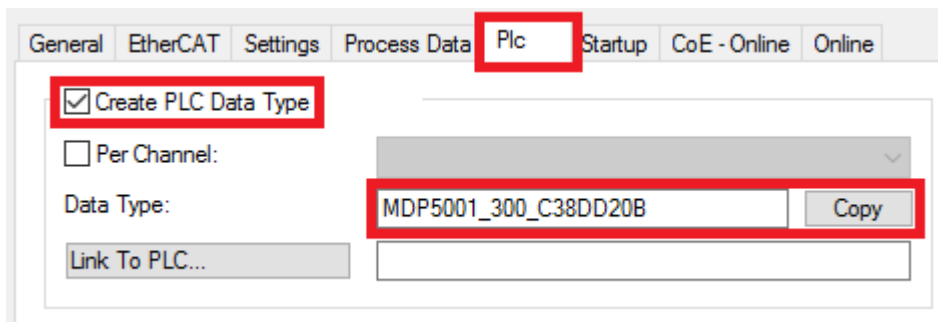 General EtherCAT Settings Process Data Plc Startup CoE - Online Online
Create PLC Data Type
Per Channel:
Data Type: MDP5001_300_C38DD20B Copy
Link To PLC...